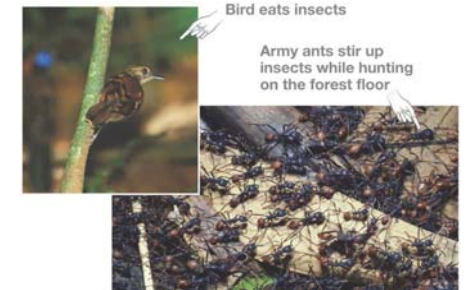 Bird eats insects
Army ants stir up
insects while hunting
on the forest floor